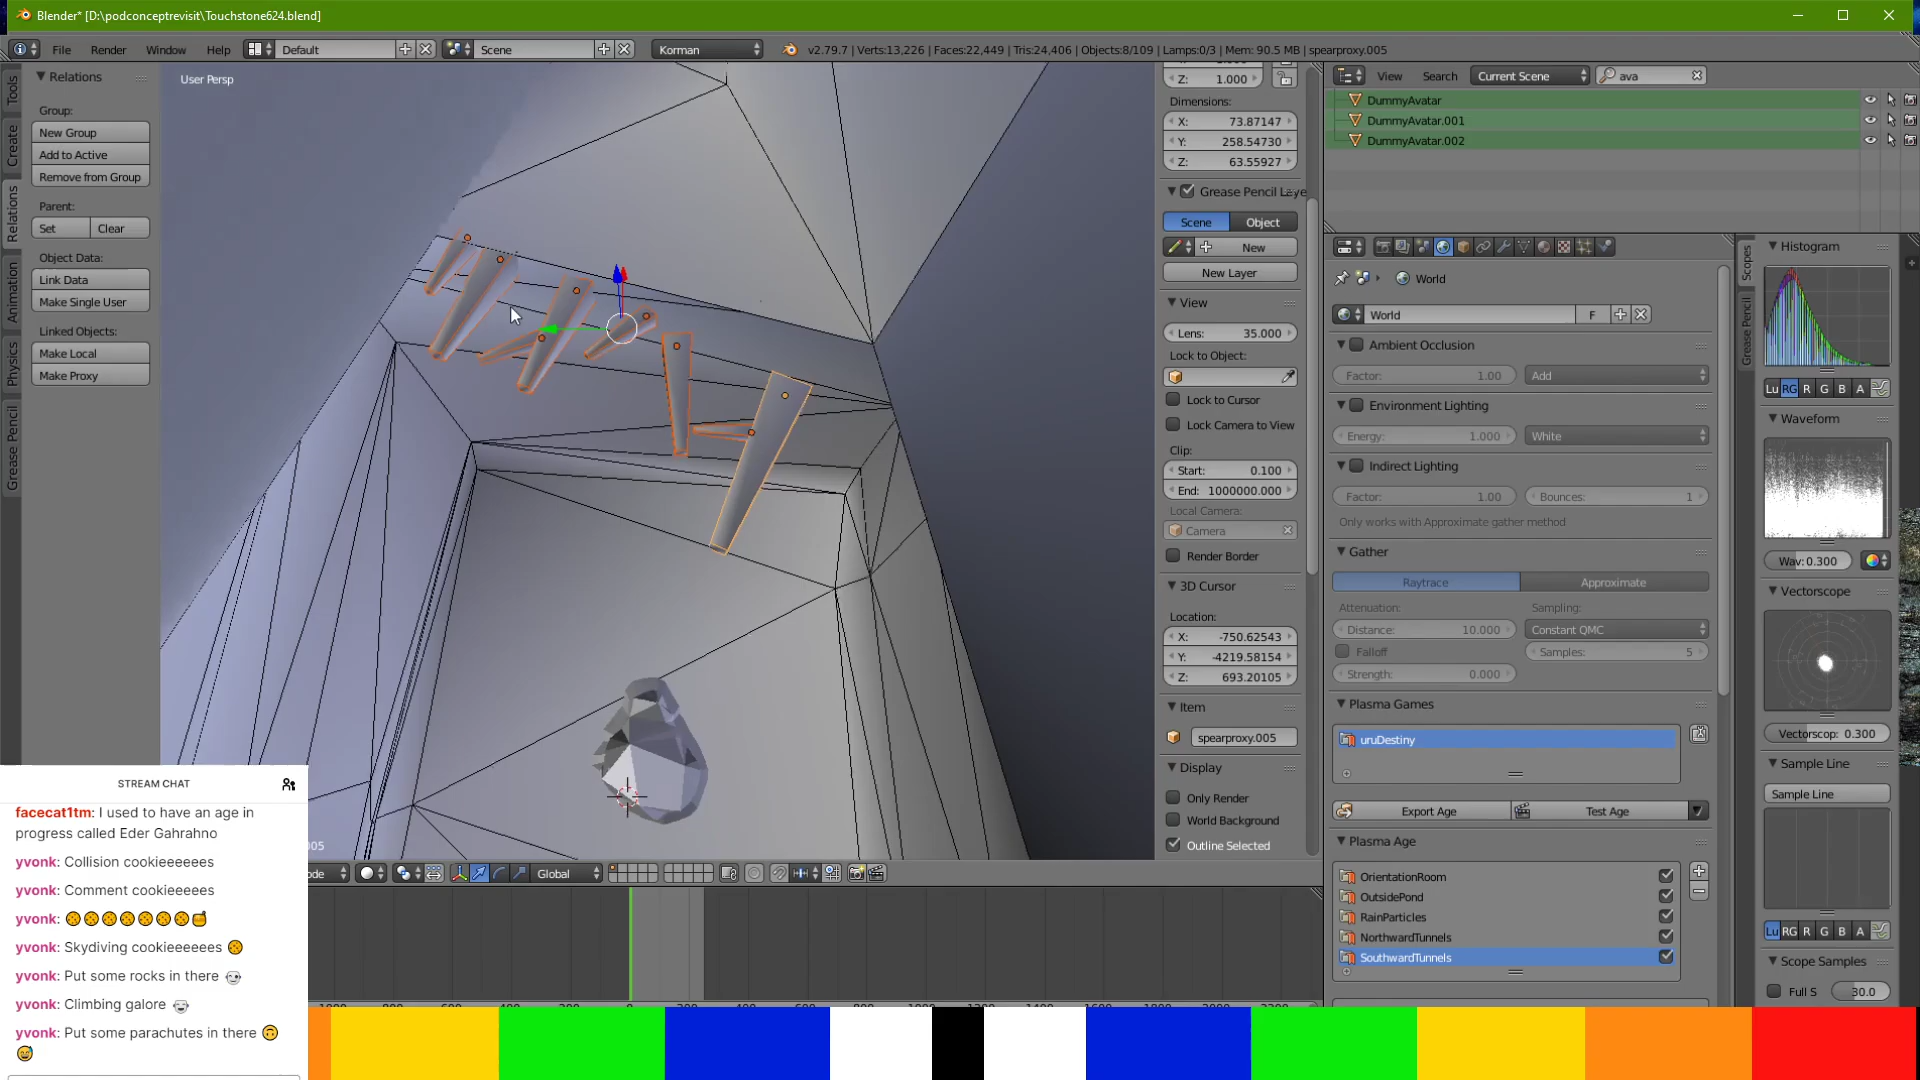 Blender* [D:\podconceptrevisit\Touchstone624.blend]
File Render Window Help Default Scene Korman v2.79.7 | Verts:13,226 | Faces:22,449 | Tris:24,406 | Objects:8/109 | Lamps:0/3 | Mem: 90.5 MB | spearproxy.005
Tools
Create
Relations
Animation
Physics
Grease Pencil
Relations
Group:
New Group
Add to Active
Remove from Group
Parent:
Set Clear
Object Data:
Link Data
Make Single User
Linked Objects:
Make Local
Make Proxy
User Persp
Z: 1.000
Dimensions:
X: 73.87147
Y: 258.54730
Z: 63.55927
Grease Pencil Laye
Scene Object
New
New Layer
View
Lens: 35.000
Lock to Object:
Lock to Cursor
Lock Camera to View
Clip:
Start: 0.100
End: 1000000.000
Local Camera:
Camera
Render Border
3D Cursor
Location:
X: -750.62543
Y: -4219.58154
Z: 693.20105
Item
spearproxy.005
Display
Only Render
World Background
Outline Selected
View Search Current Scene ava
DummyAvatar
DummyAvatar.001
DummyAvatar.002
World
World F
Ambient Occlusion
Factor: 1.00 Add
Environment Lighting
Energy: 1.000 White
Indirect Lighting
Factor: 1.00 Bounces: 1
Only works with Approximate gather method
Gather
Raytrace Approximate
Attenuation: Sampling:
Distance: 10.000 Constant QMC
Falloff Samples: 5
Strength: 0.000
Plasma Games
uruDestiny
Export Age Test Age
Plasma Age
OrientationRoom
OutsidePond
RainParticles
NorthwardTunnels
SouthwardTunnels
Scopes
Grease Pencil
Histogram
Lu RG R G B A
Waveform
Wav: 0.300
Vectorscope
Vectorscop: 0.300
Sample Line
Sample Line
Lu RG R G B A
Scope Samples
Full S 30.0
005
ode Global
STREAM CHAT
facecat1tm: I used to have an age in
progress called Eder Gahrahno
yvonk: Collision cookieeeeees
yvonk: Comment cookieeeees
yvonk: 🍪🍪🍪🍪🍪🍪🍪🍯
yvonk: Skydiving cookieeeeees 🍪
yvonk: Put some rocks in there
yvonk: Climbing galore
yvonk: Put some parachutes in there 🙃
😅